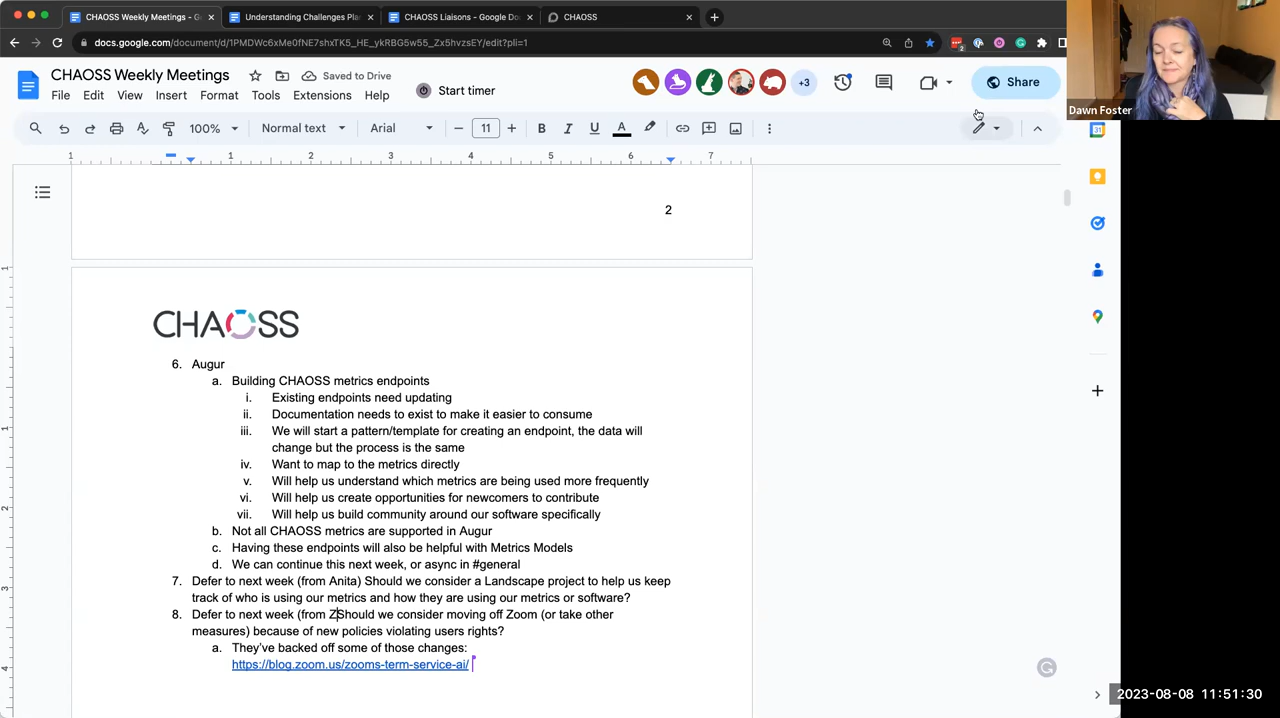 CHAOSS Weekly Meetings - G
Understanding Challenges Pla
CHAOSS Liaisons - Google Do
CHAOSS
docs.google.com/document/d/1PMDWc6xMe0fNE7shxTK5_HE_ykRBG5w55_Zx5hvzsEY/edit?pli=1
CHAOSS Weekly Meetings
Saved to Drive
File Edit View Insert Format Tools Extensions Help
Start timer
+3
Share
Dawn Foster
100%
Normal text
Arial
11
B I U A
1 1 2 3 4 5 6 7
2
CHAOSS
6. Augur
a. Building CHAOSS metrics endpoints
i. Existing endpoints need updating
ii. Documentation needs to exist to make it easier to consume
iii. We will start a pattern/template for creating an endpoint, the data will
change but the process is the same
iv. Want to map to the metrics directly
v. Will help us understand which metrics are being used more frequently
vi. Will help us create opportunities for newcomers to contribute
vii. Will help us build community around our software specifically
b. Not all CHAOSS metrics are supported in Augur
c. Having these endpoints will also be helpful with Metrics Models
d. We can continue this next week, or async in #general
7. Defer to next week (from Anita) Should we consider a Landscape project to help us keep
track of who is using our metrics and how they are using our metrics or software?
8. Defer to next week (from ZShould we consider moving off Zoom (or take other
measures) because of new policies violating users rights?
a. They've backed off some of those changes:
https://blog.zoom.us/zooms-term-service-ai/
2023-08-08 11:51:30